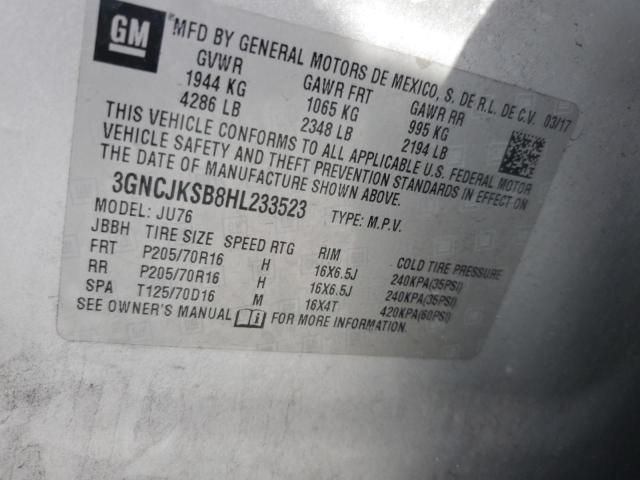 GM
MFD BY GENERAL MOTORS DE MEXICO, S. DE R.L. DE C.V. 03/17
GVWR GAWR FRT GAWR RR
1944 KG 1065 KG 995 KG
4286 LB 2348 LB 2194 LB
THIS VEHICLE CONFORMS TO ALL APPLICABLE U.S. FEDERAL MOTOR
VEHICLE SAFETY AND THEFT PREVENTION STANDARDS IN EFFECT ON
THE DATE OF MANUFACTURE SHOWN ABOVE.
3GNCJKSB8HL233523 TYPE: M.P.V.
MODEL: JU76
JBBH TIRE SIZE SPEED RTG RIM COLD TIRE PRESSURE
FRT P205/70R16 H 16X6.5J 240KPA(35PSI)
RR P205/70R16 H 16X6.5J 240KPA(35PSI)
SPA T125/70D16 M 16X4T 420KPA(60PSI)
SEE OWNER'S MANUAL FOR MORE INFORMATION.